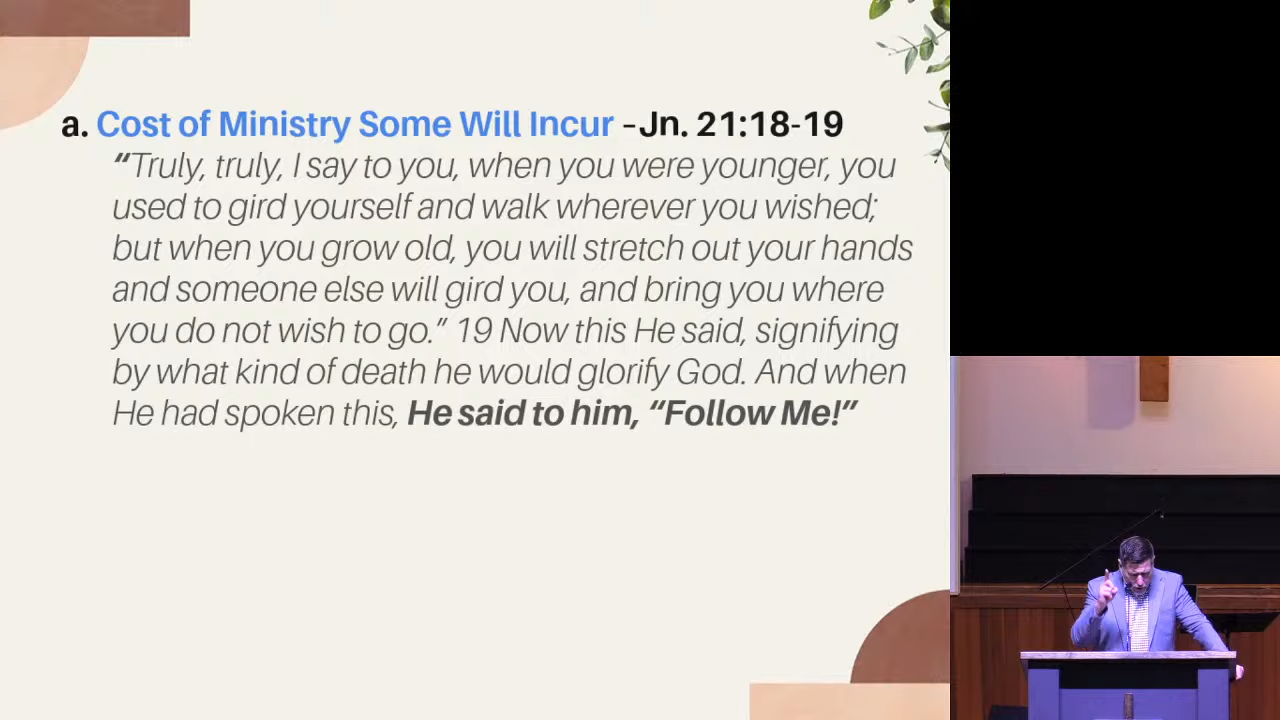 a. Cost of Ministry Some Will Incur –Jn. 21:18-19
“Truly, truly, I say to you, when you were younger, you
used to gird yourself and walk wherever you wished;
but when you grow old, you will stretch out your hands
and someone else will gird you, and bring you where
you do not wish to go.” 19 Now this He said, signifying
by what kind of death he would glorify God. And when
He had spoken this, He said to him, “Follow Me!”